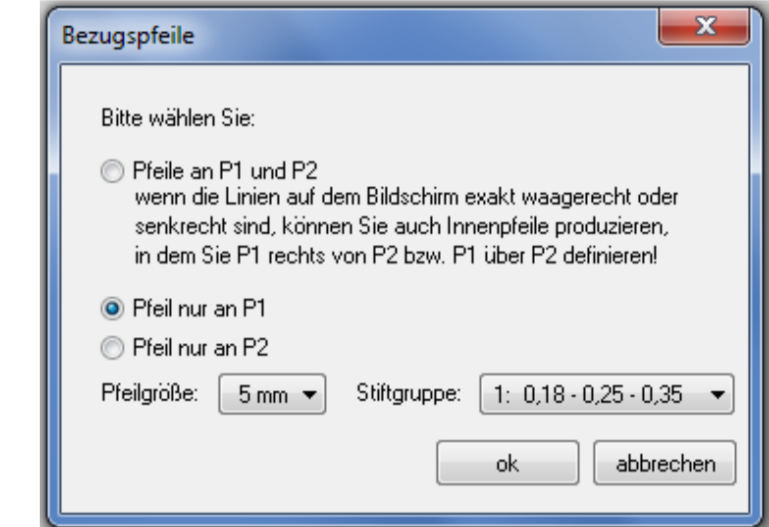 Bezugspfeile
Bitte wählen Sie:
Pfeile an P1 und P2
wenn die Linien auf dem Bildschirm exakt waagerecht oder
senkrecht sind, können Sie auch Innenpfeile produzieren,
in dem Sie P1 rechts von P2 bzw. P1 über P2 definieren!
Pfeil nur an P1
Pfeil nur an P2
Pfeilgröße: 5 mm Stiftgruppe: 1: 0,18 - 0,25 - 0,35
ok abbrechen